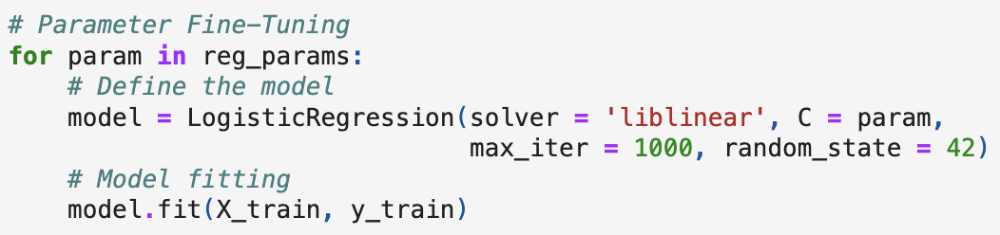 # Parameter Fine-Tuning
for param in reg_params:
    # Define the model
    model = LogisticRegression(solver = 'liblinear', C = param,
                               max_iter = 1000, random_state = 42)
    # Model fitting
    model.fit(X_train, y_train)